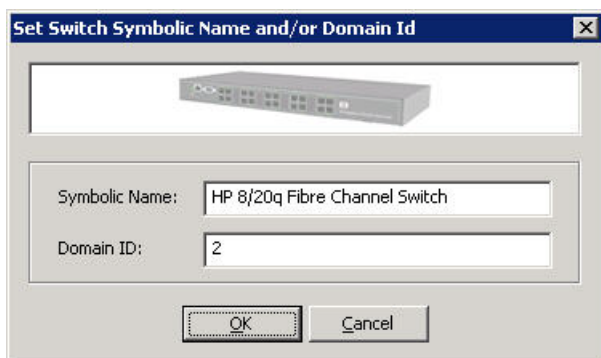 Set Switch Symbolic Name and/or Domain Id
Symbolic Name: HP 8/20q Fibre Channel Switch
Domain ID: 2
OK Cancel